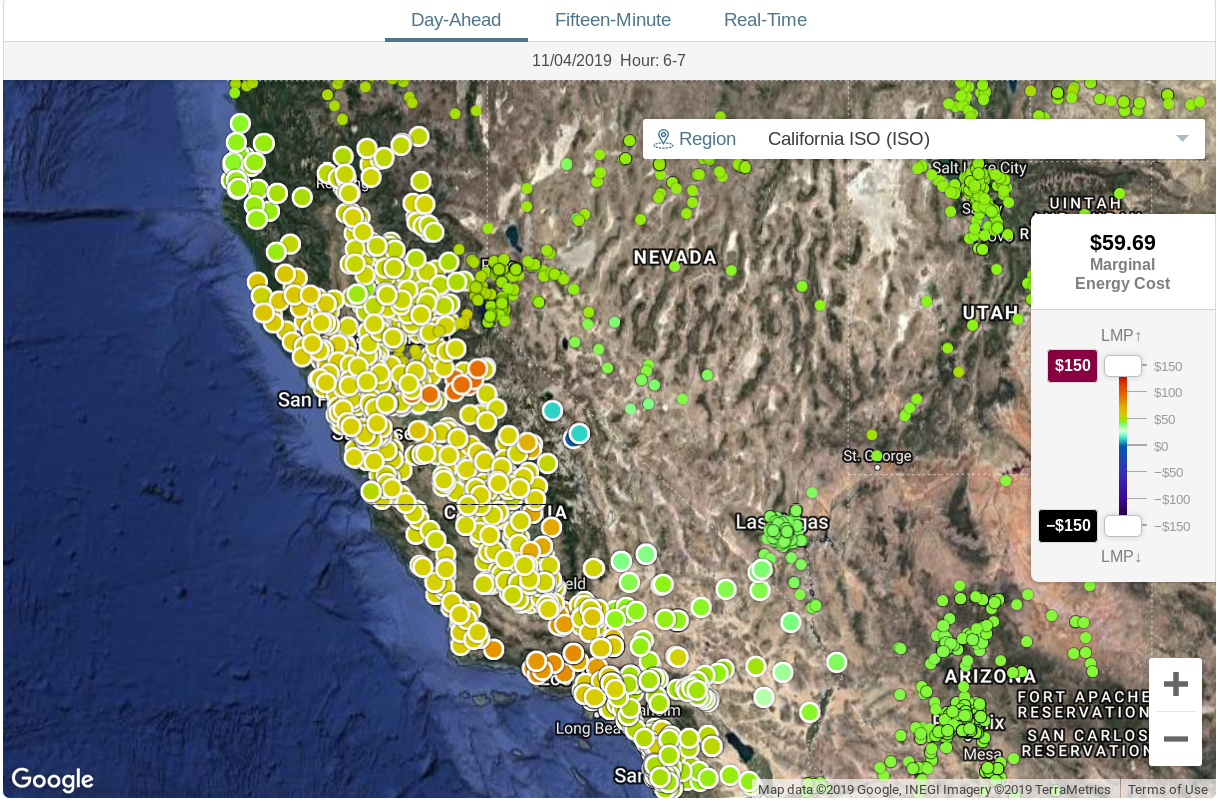 Day-Ahead Fifteen-Minute Real-Time
11/04/2019 Hour: 6-7
Region California ISO (ISO)
Salt Lake City
UINTAH
$59.69
Marginal
Energy Cost
NEVADA
UTAH
LMP↑
$150
$150
$100
$50
$0
−$50
−$100
−$150
−$150
LMP↓
San F
St. George
Las Vegas
ARIZONA
FORT APACHE
RESERVATION
SAN CARLOS
RESERVATION
Long Bea
Mesa
San
+
−
Google
Map data ©2019 Google, INEGI Imagery ©2019 TerraMetrics Terms of Use